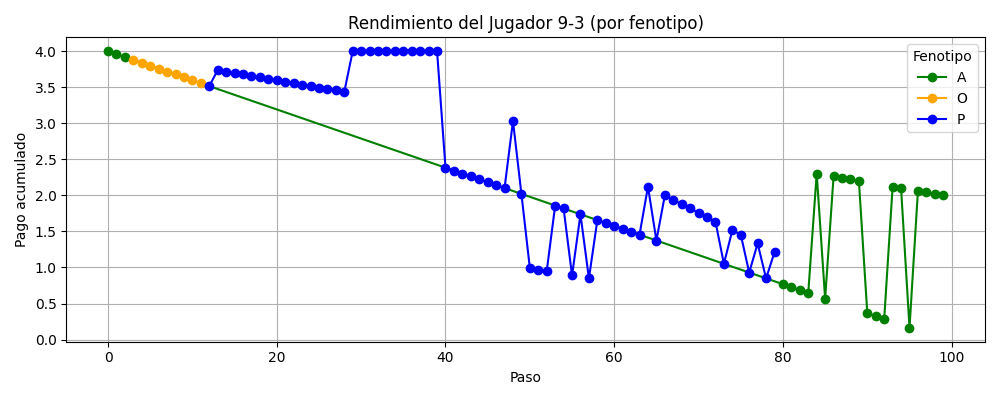 Rendimiento del Jugador 9-3 (por fenotipo)
Pago acumulado
4.0
3.5
3.0
2.5
2.0
1.5
1.0
0.5
0.0
Fenotipo
A
O
P
0 20 40 60 80 100
Paso